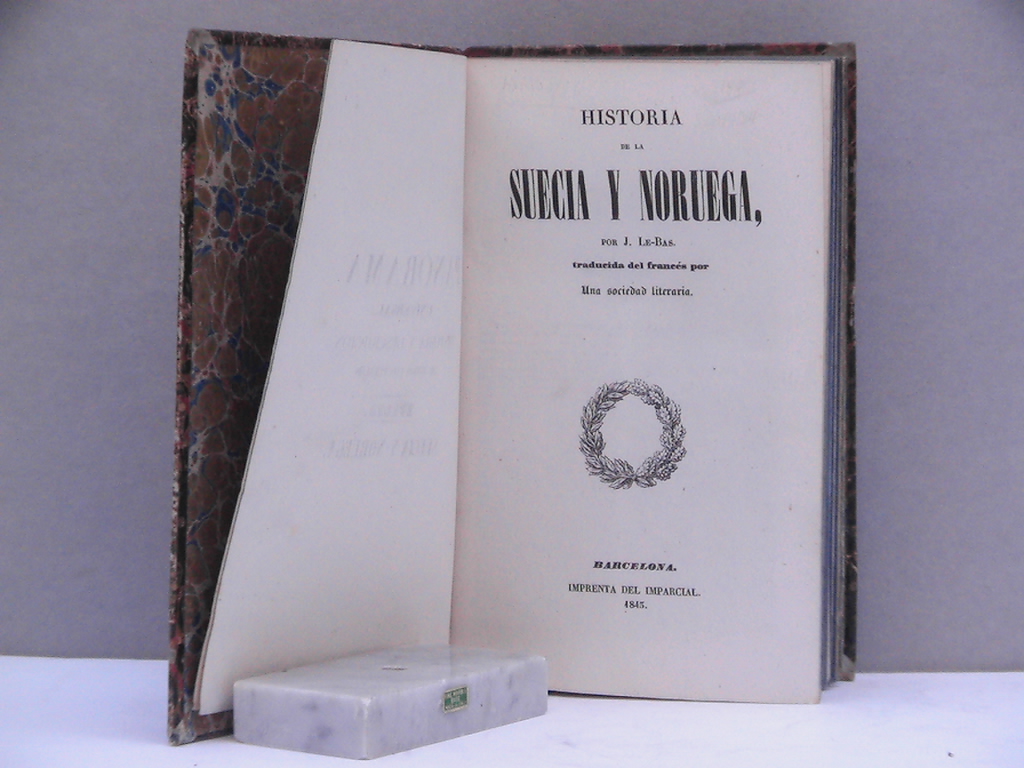 HISTORIA
DE LA
SUECIA Y NORUEGA,
POR J. LE-BAS.
traducida del francés por
Una sociedad literaria.
BARCELONA.
IMPRENTA DEL IMPARCIAL.
1845.